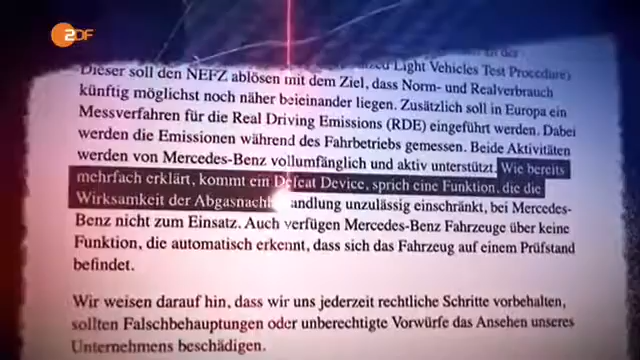 ZDF
in der
Light Vehicles Test Procedure)
Dieser soll den NEFZ ablösen mit dem Ziel, dass Norm- und Realverbrauch
künftig möglichst noch näher beieinander liegen. Zusätzlich soll in Europa ein
Messverfahren für die Real Driving Emissions (RDE) eingeführt werden. Dabei
werden die Emissionen während des Fahrbetriebs gemessen. Beide Aktivitäten
werden von Mercedes-Benz vollumfänglich und aktiv unterstützt. Wie bereits
mehrfach erklärt, kommt ein Defeat Device, sprich eine Funktion, die die
Wirksamkeit der Abgasnachbehandlung unzulässig einschränkt, bei Mercedes-
Benz nicht zum Einsatz. Auch verfügen Mercedes-Benz Fahrzeuge über keine
Funktion, die automatisch erkennt, dass sich das Fahrzeug auf einem Prüfstand
befindet.
Wir weisen darauf hin, dass wir uns jederzeit rechtliche Schritte vorbehalten,
sollten Falschbehauptungen oder unberechtigte Vorwürfe das Ansehen unseres
Unternehmens beschädigen.